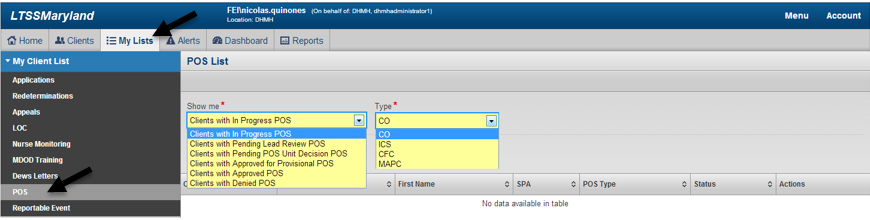 LTSSMaryland
FEI\nicolas.quinones (On behalf of: DHMH, dhmhadministrator1)
Location: DHMH
Menu Account
Home Clients My Lists Alerts Dashboard Reports
My Client List
Applications
Redeterminations
Appeals
LOC
Nurse Monitoring
MDOD Training
Dews Letters
POS
Reportable Event
POS List
Show me * Type *
Clients with In Progress POS CO
Clients with In Progress POS CO
Clients with Pending Lead Review POS ICS
Clients with Pending POS Unit Decision POS CFC
Clients with Approved for Provisional POS MAPC
Clients with Approved POS
Clients with Denied POS
First Name SPA POS Type Status Actions
No data available in table